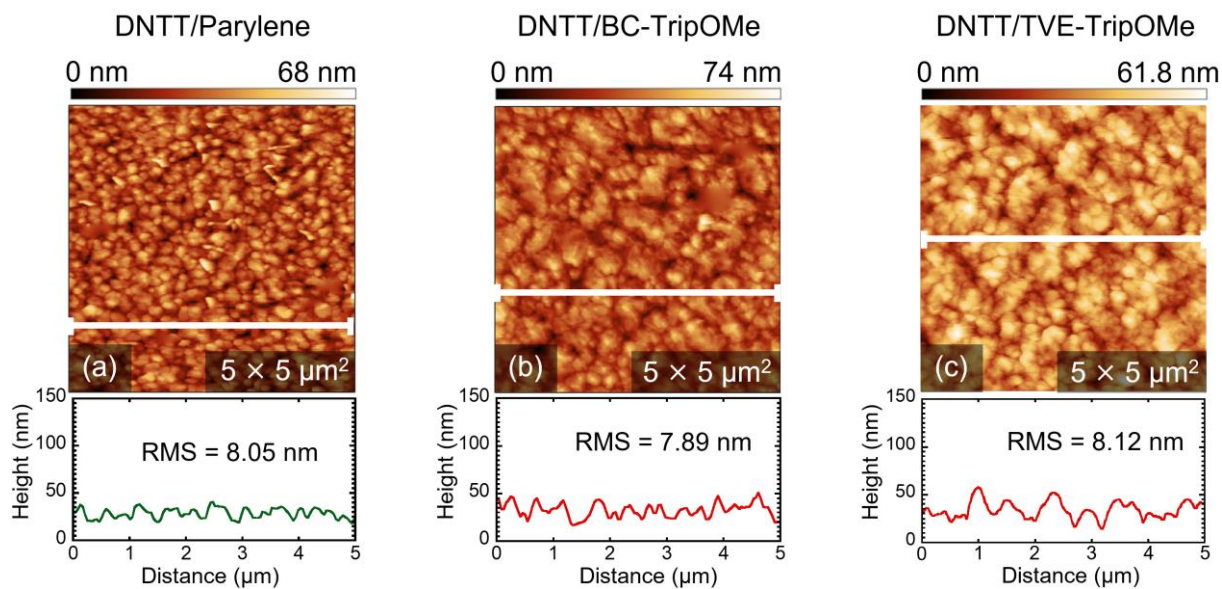 DNTT/Parylene
0 nm 68 nm
(a) 5 × 5 μm²
150
100
50
0
Height (nm)
RMS = 8.05 nm
0 1 2 3 4 5
Distance (μm)
DNTT/BC-TripOMe
0 nm 74 nm
(b) 5 × 5 μm²
150
100
50
0
Height (nm)
RMS = 7.89 nm
0 1 2 3 4 5
Distance (μm)
DNTT/TVE-TripOMe
0 nm 61.8 nm
(c) 5 × 5 μm²
150
100
50
0
Height (nm)
RMS = 8.12 nm
0 1 2 3 4 5
Distance (μm)